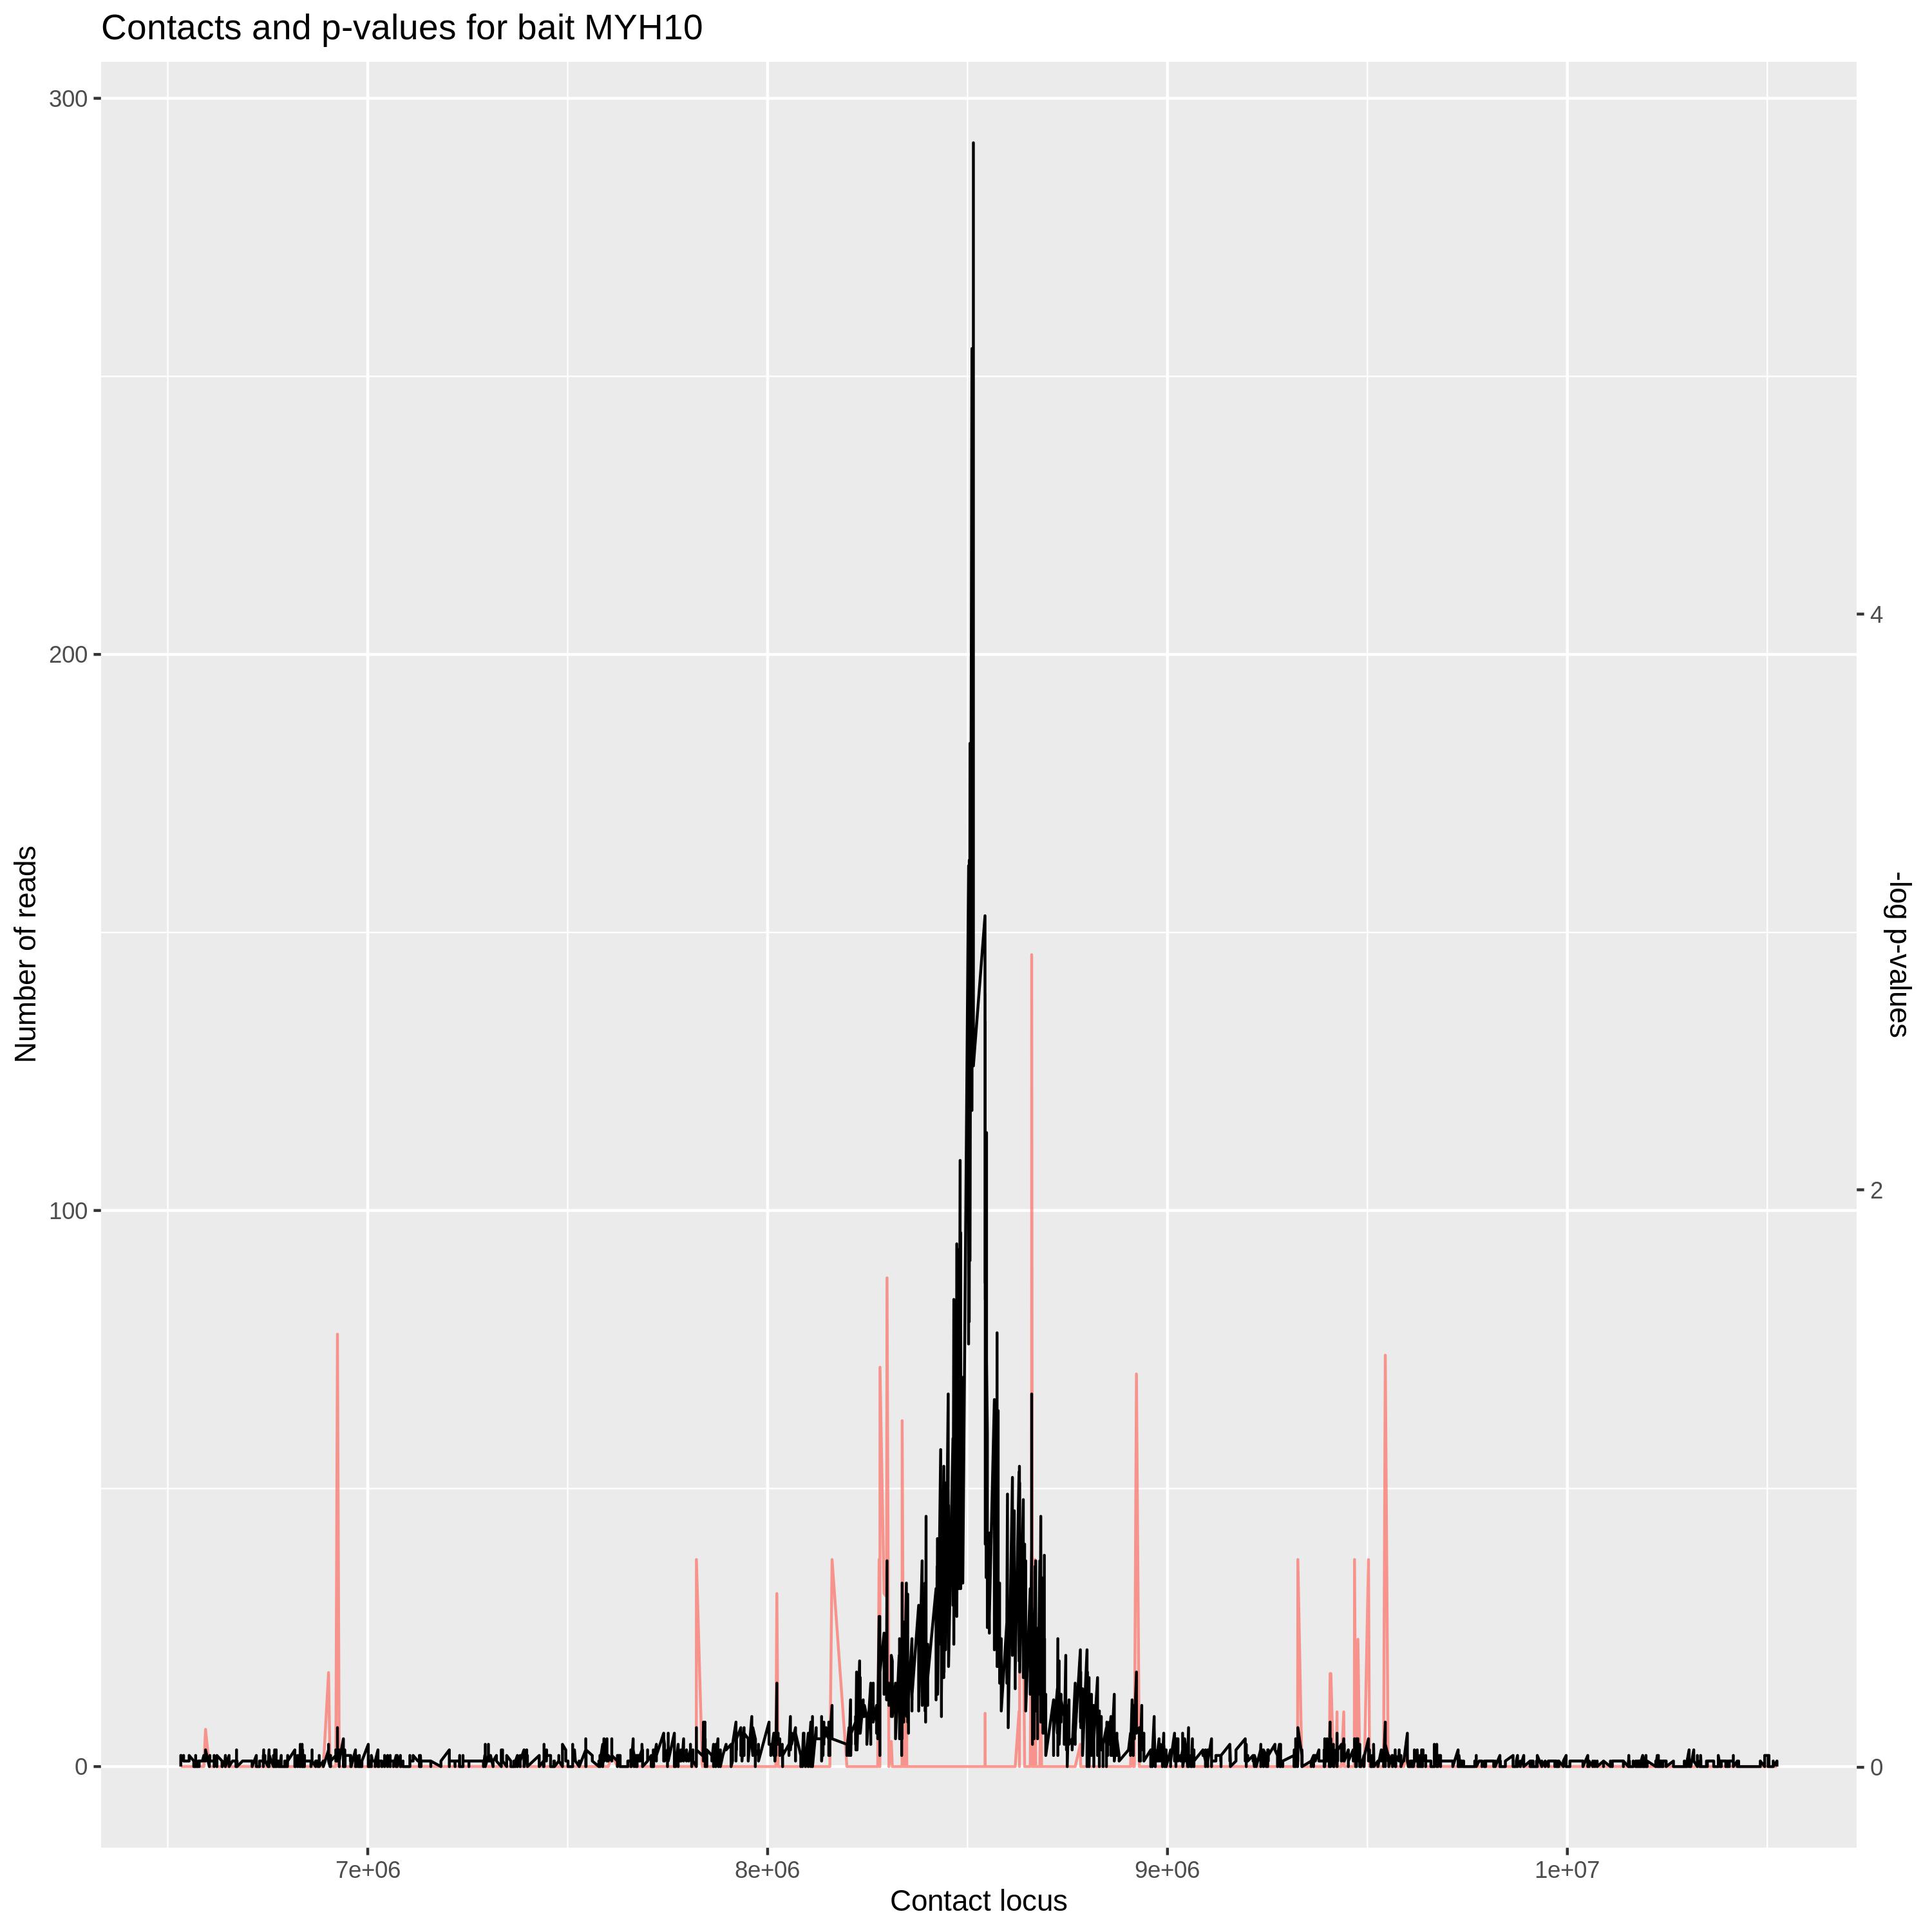 Contacts and p-values for bait MYH10
300
200
100
0
Number of reads
4
2
0
-log p-values
7e+06
8e+06
9e+06
1e+07
Contact locus